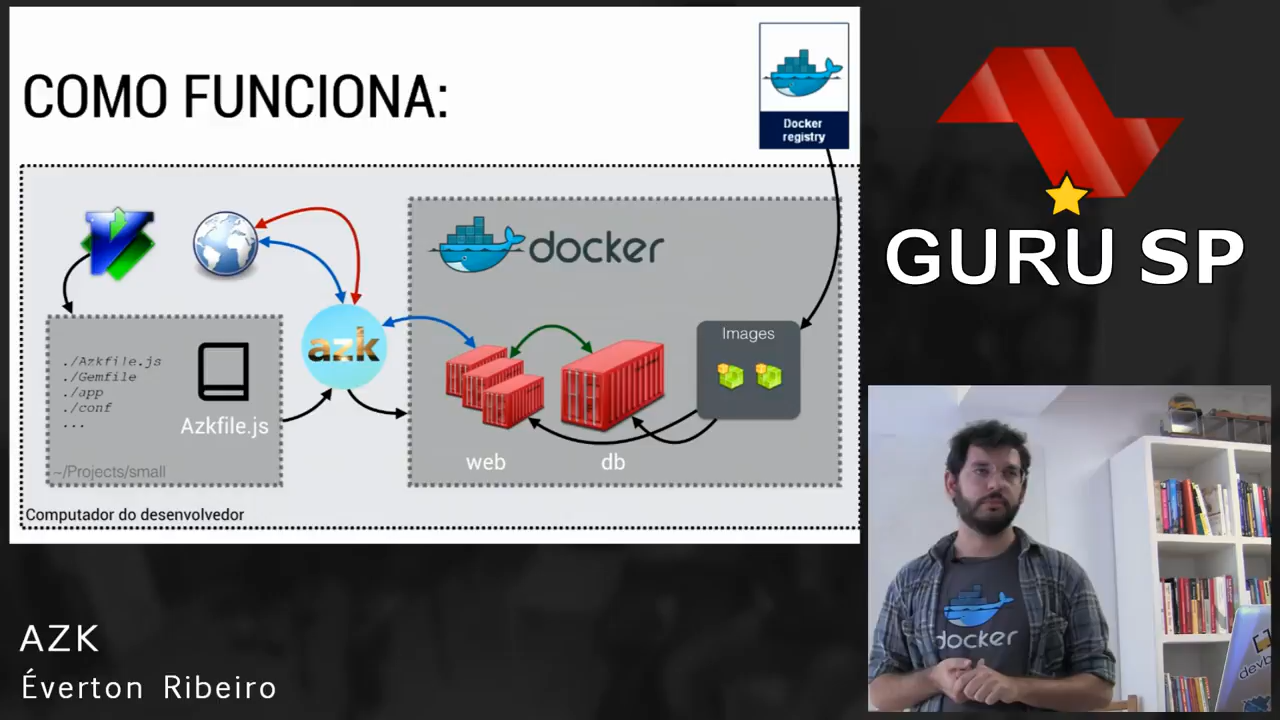 COMO FUNCIONA:
Docker
registry
docker
./Azkfile.js
./Gemfile
./app
./conf
...
Azkfile.js
~/Projects/small
azk
Images
web
db
Computador do desenvolvedor
GURU SP
docker
AZK
Éverton Ribeiro